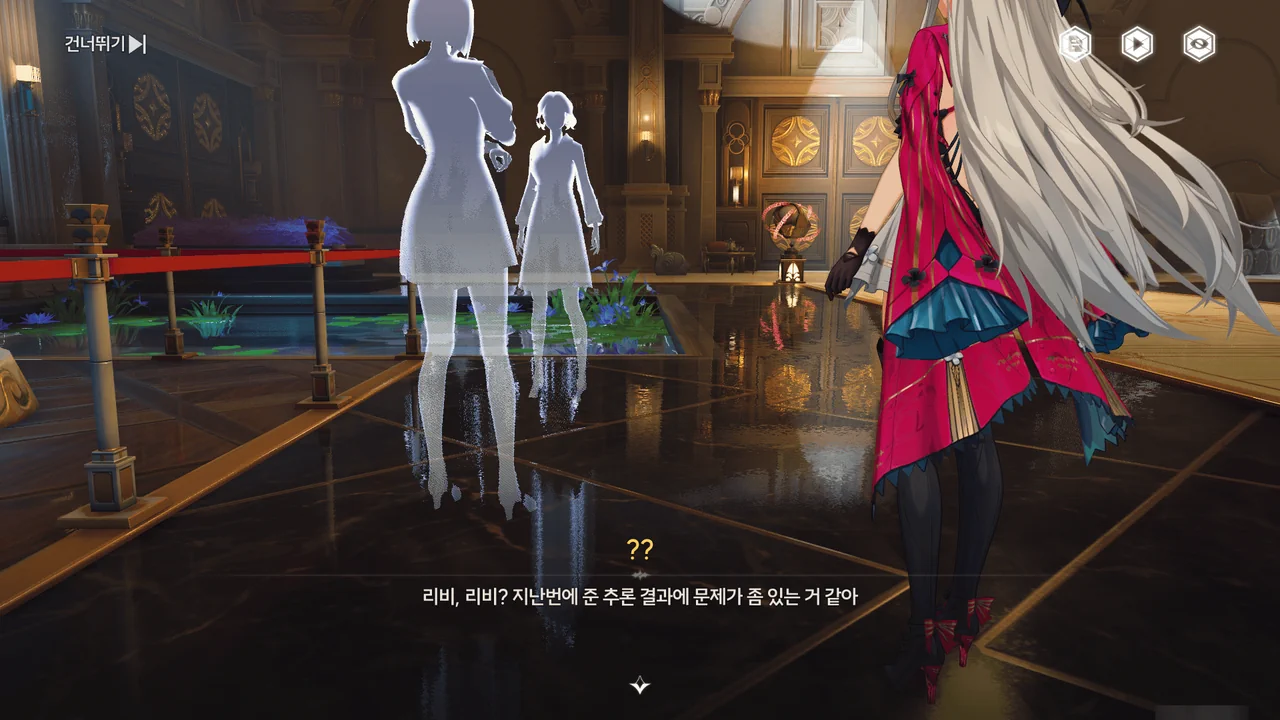 건너뛰기
??
리비, 리비? 지난번에 준 추론 결과에 문제가 좀 있는 거 같아